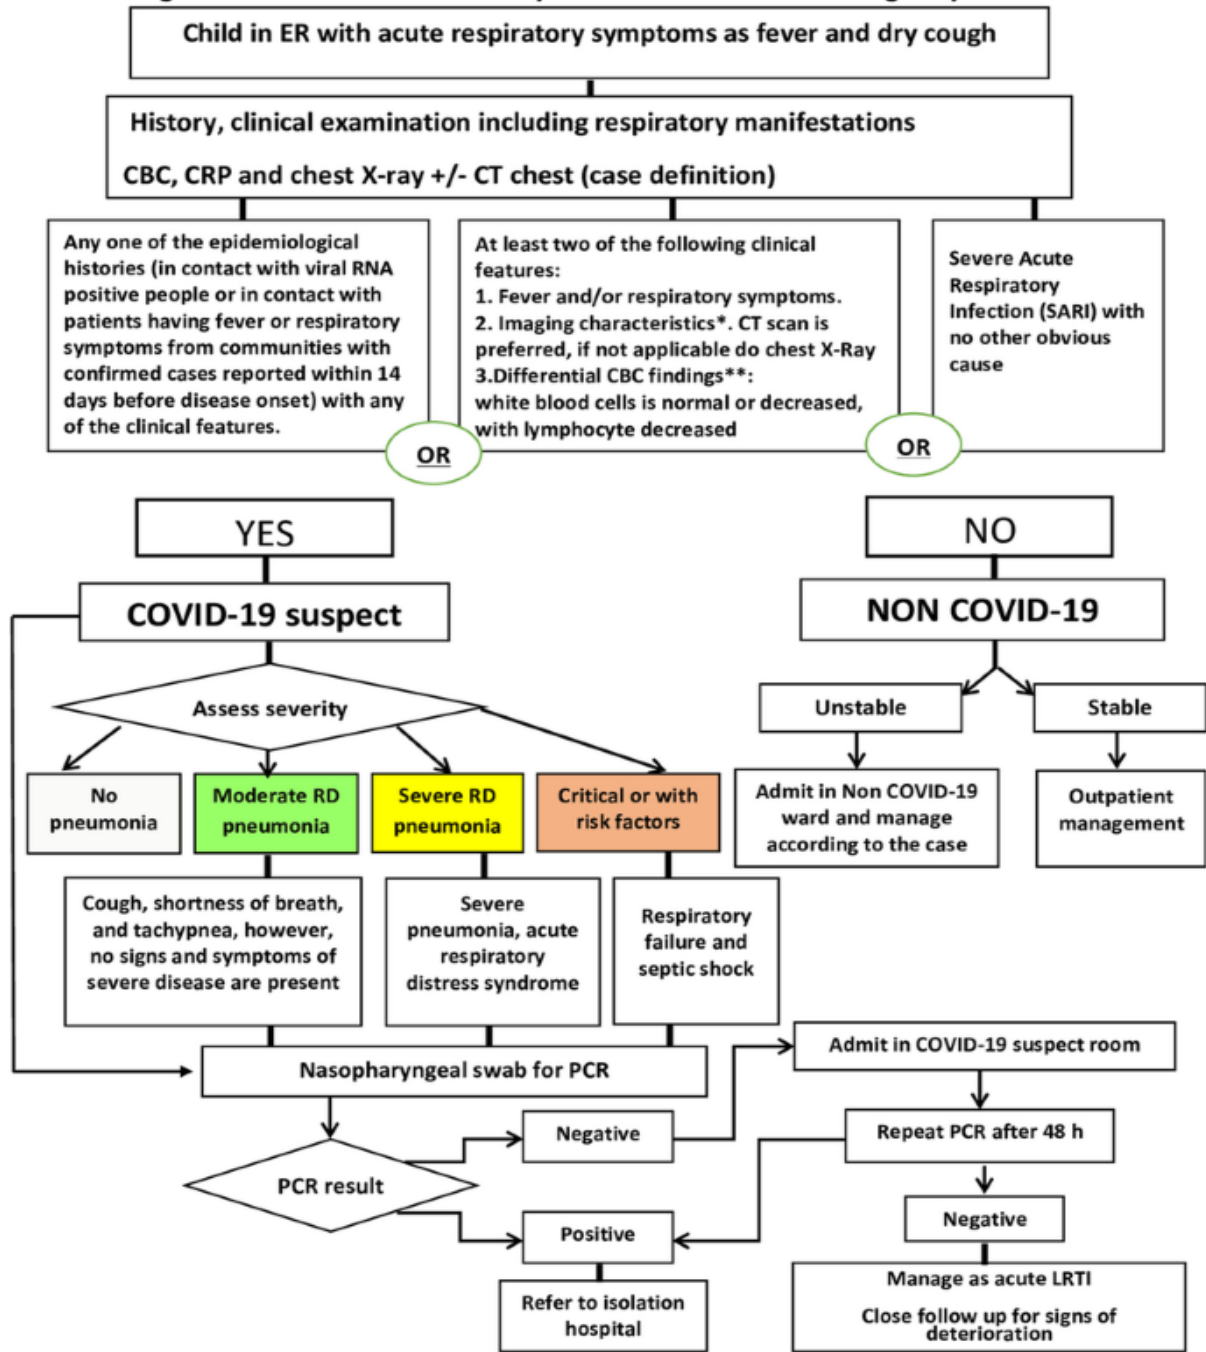 Child in ER with acute respiratory symptoms as fever and dry cough
History, clinical examination including respiratory manifestations
CBC, CRP and chest X-ray +/- CT chest (case definition)
Any one of the epidemiological
histories (in contact with viral RNA
positive people or in contact with
patients having fever or respiratory
symptoms from communities with
confirmed cases reported within 14
days before disease onset) with any
of the clinical features.
OR
At least two of the following clinical
features:
1. Fever and/or respiratory symptoms.
2. Imaging characteristics*. CT scan is
preferred, if not applicable do chest X-Ray
3.Differential CBC findings**:
white blood cells is normal or decreased,
with lymphocyte decreased
OR
Severe Acute
Respiratory
Infection (SARI) with
no other obvious
cause
YES
NO
COVID-19 suspect
NON COVID-19
Assess severity
Unstable
Stable
No
pneumonia
Moderate RD
pneumonia
Severe RD
pneumonia
Critical or with
risk factors
Admit in Non COVID-19
ward and manage
according to the case
Outpatient
management
Cough, shortness of breath,
and tachypnea, however,
no signs and symptoms of
severe disease are present
Severe
pneumonia, acute
respiratory
distress syndrome
Respiratory
failure and
septic shock
Nasopharyngeal swab for PCR
Admit in COVID-19 suspect room
Negative
Repeat PCR after 48 h
PCR result
Positive
Negative
Refer to isolation
hospital
Manage as acute LRTI
Close follow up for signs of
deterioration